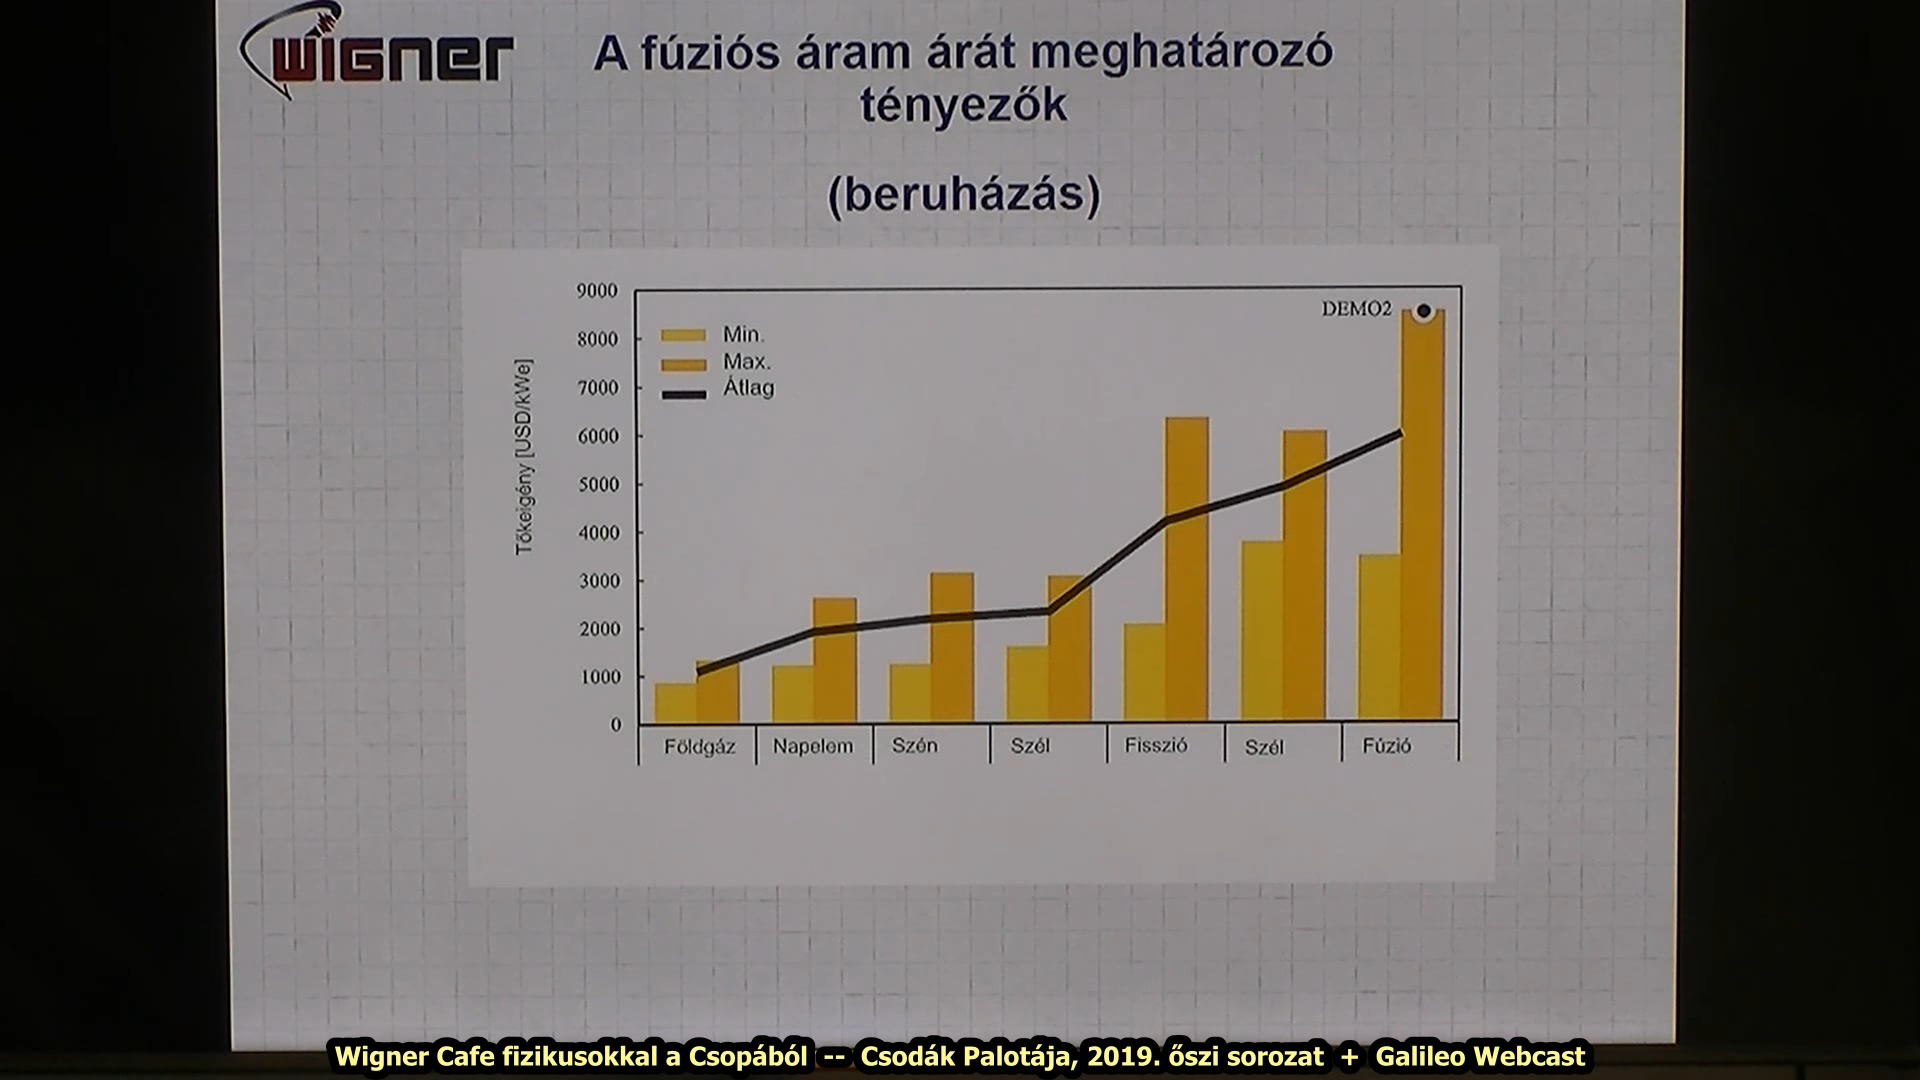 wigner
A fúziós áram árát meghatározó
tényezők
(beruházás)
Tőkeigény [USD/kWe]
9000
8000
7000
6000
5000
4000
3000
2000
1000
0
Min.
Max.
Átlag
DEMO2
Földgáz Napelem Szén Szél Fisszió Szél Fúzió
Wigner Cafe fizikusokkal a Csopából -- Csodák Palotája, 2019. őszi sorozat + Galileo Webcast